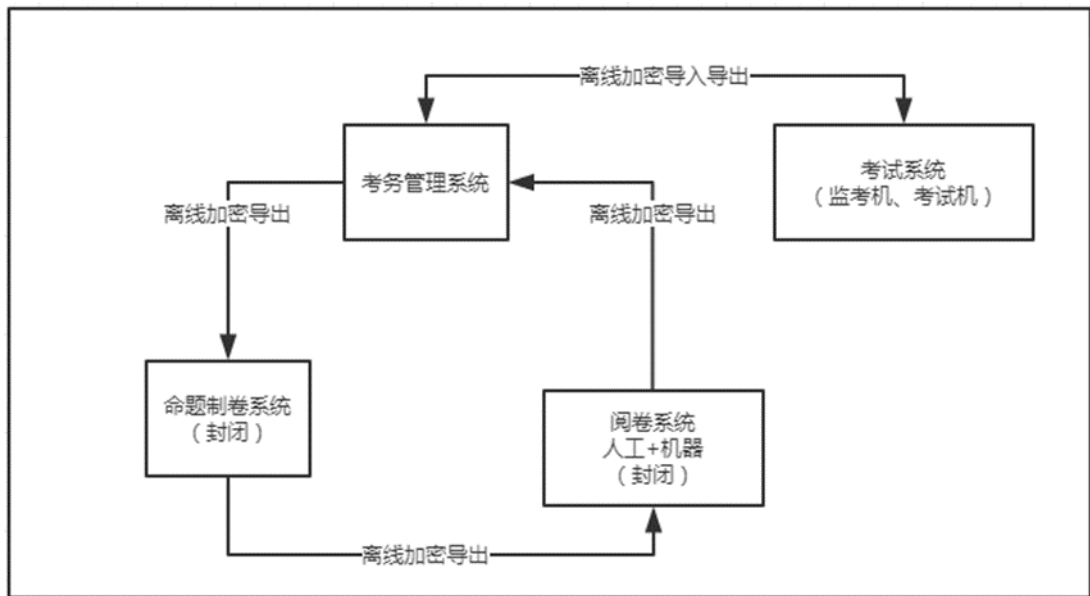 离线加密导入导出
考务管理系统
考试系统
（监考机、考试机）
离线加密导出
离线加密导出
命题制卷系统
（封闭）
阅卷系统
人工+机器
（封闭）
离线加密导出